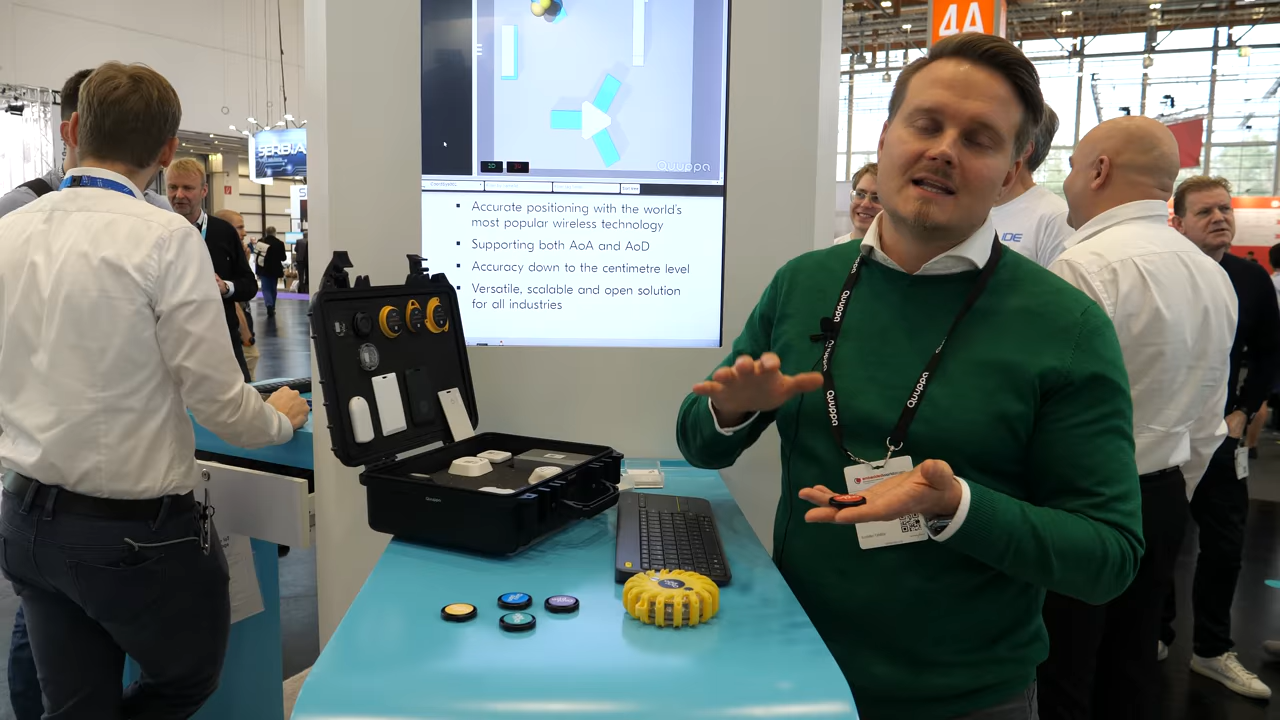 4A
SERBIA
Quuppa
Accurate positioning with the world's
most popular wireless technology
Supporting both AoA and AoD
Accuracy down to the centimetre level
Versatile, scalable and open solution
for all industries
IDE
Quuppa
Quuppa